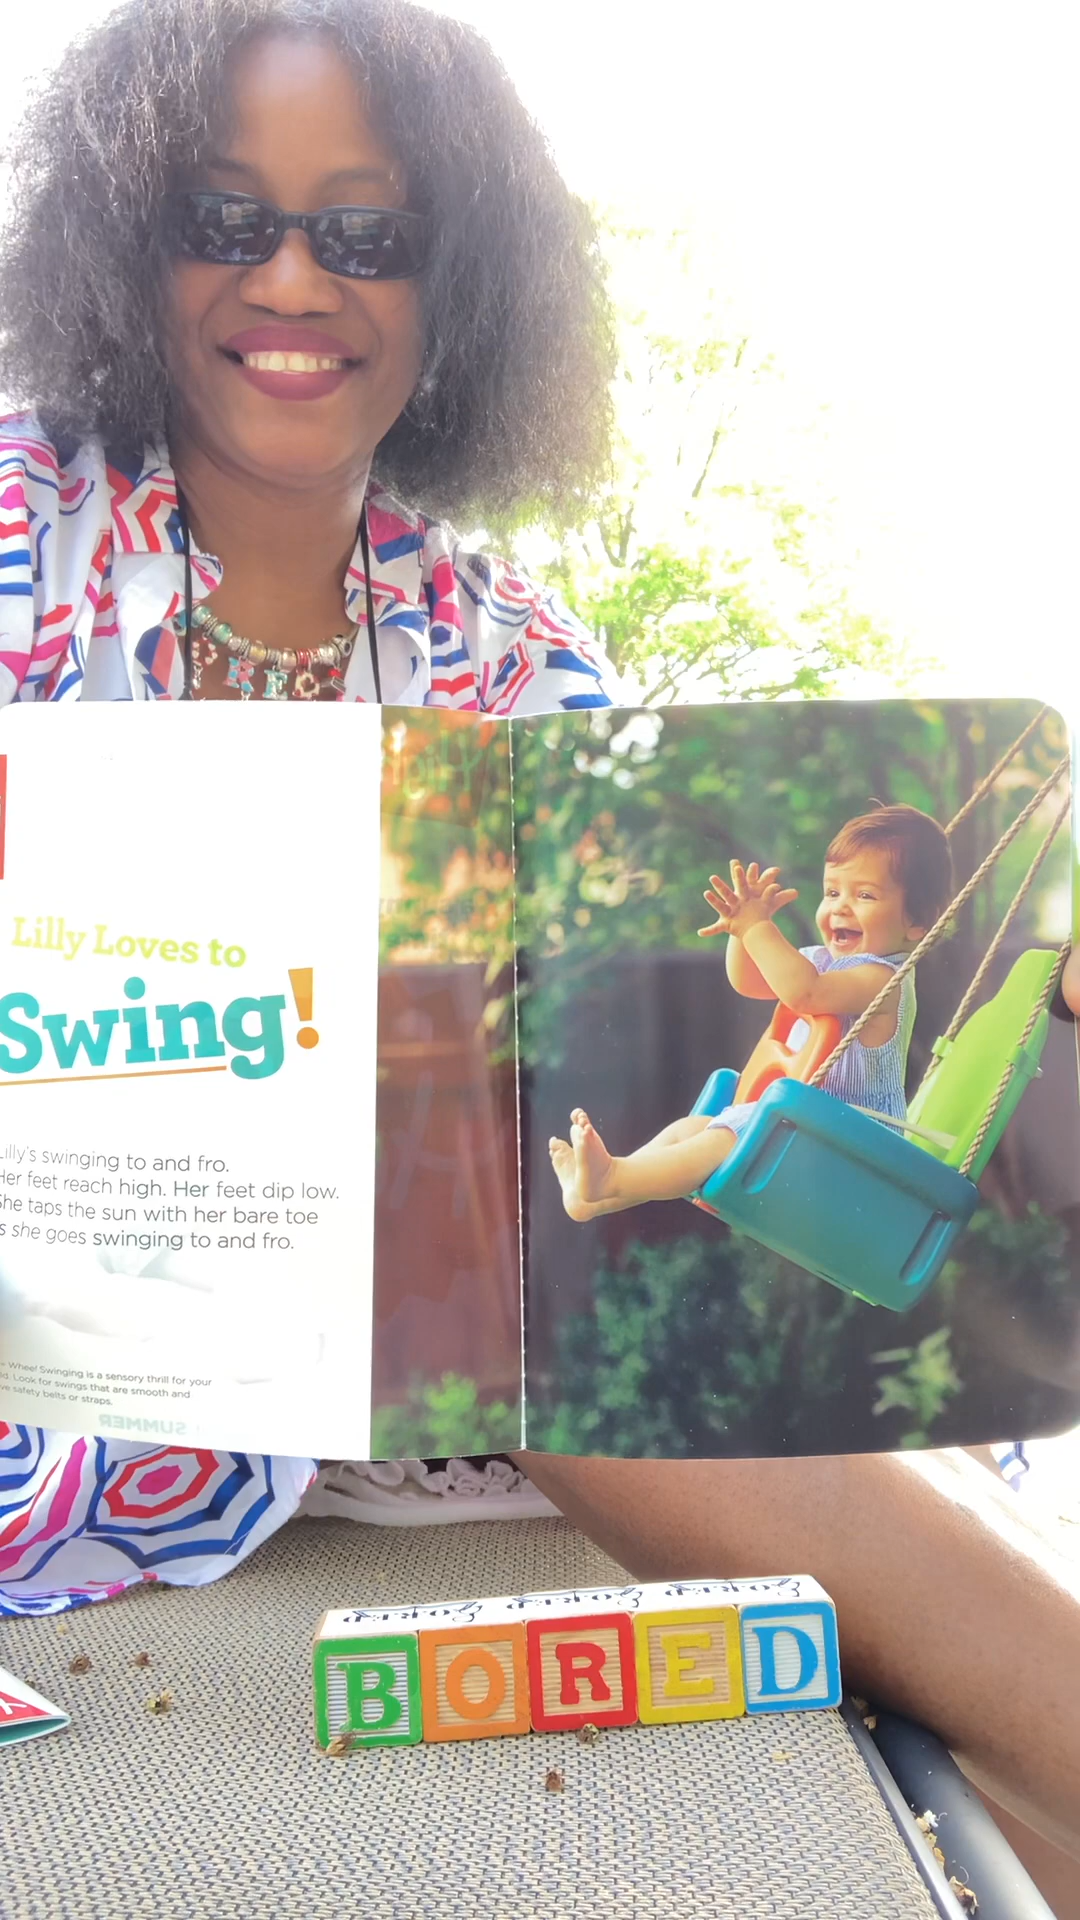 Lilly Loves to
Swing!
Lilly's swinging to and fro.
Her feet reach high. Her feet dip low.
She taps the sun with her bare toe
s she goes swinging to and fro.
– Whee! Swinging is a sensory thrill for your
d. Look for swings that are smooth and
ve safety belts or straps.
SUMMER
BORED